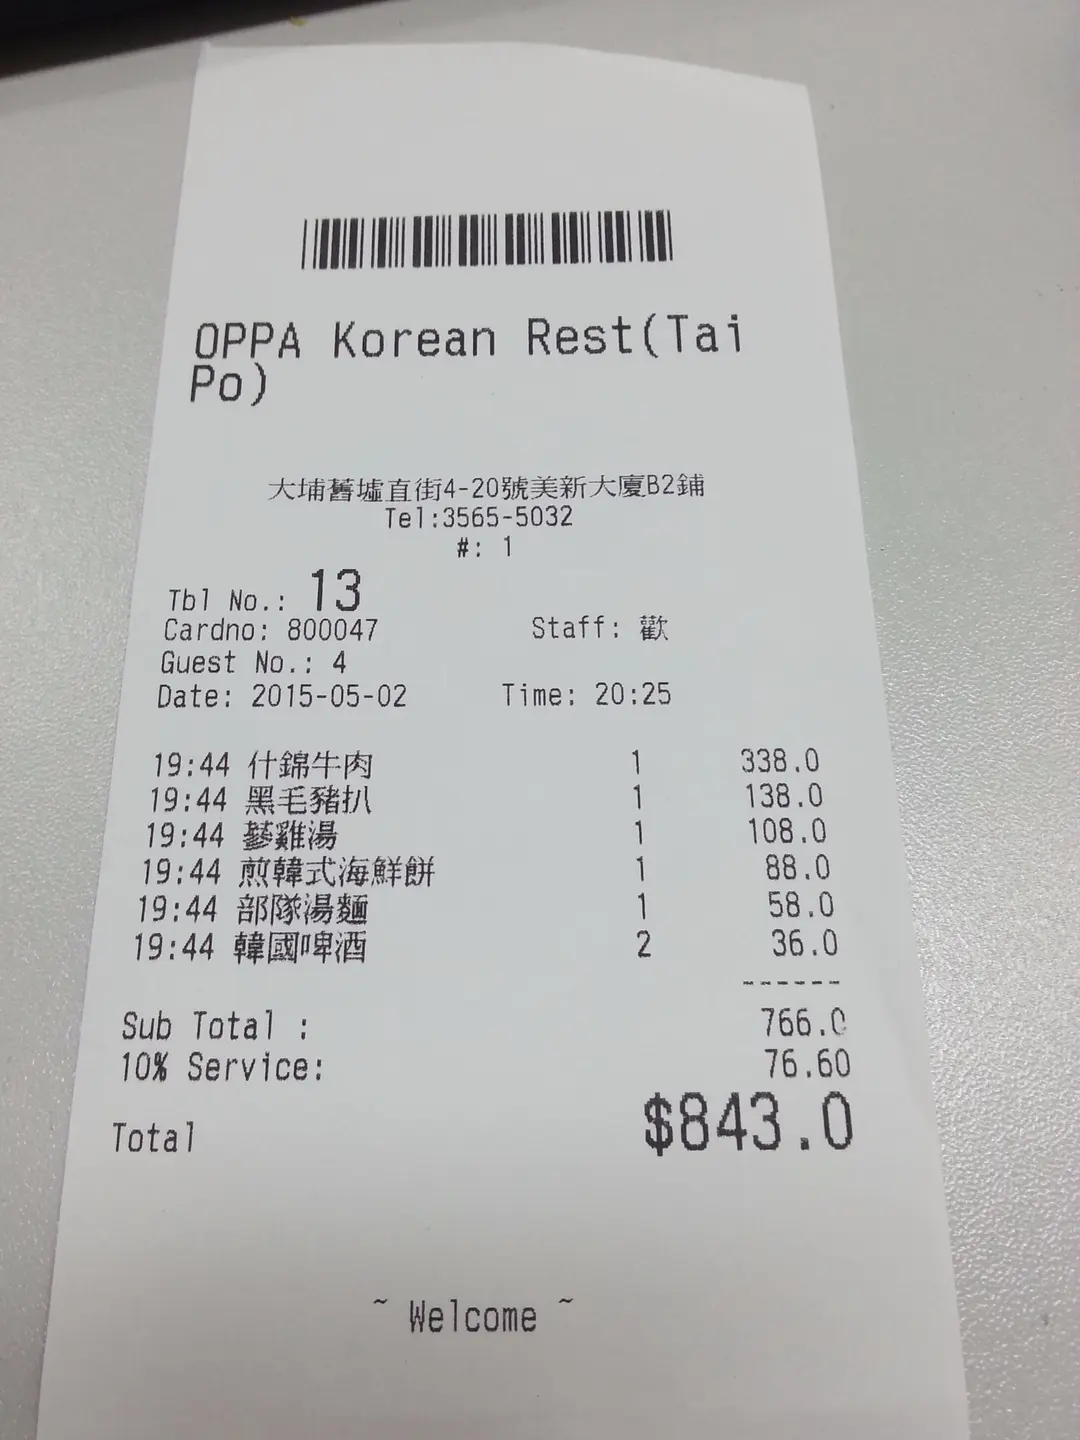 OPPA Korean Rest(Tai
Po)
大埔舊墟直街4-20號美新大廈B2鋪
Tel:3565-5032
#: 1
Tbl No.: 13
Cardno: 800047 Staff: 歡
Guest No.: 4
Date: 2015-05-02 Time: 20:25
19:44 什錦牛肉 1 338.0
19:44 黑毛豬扒 1 138.0
19:44 蔘雞湯 1 108.0
19:44 煎韓式海鮮餅 1 88.0
19:44 部隊湯麵 1 58.0
19:44 韓國啤酒 2 36.0
------
Sub Total : 766.0
10% Service: 76.60
Total $843.0
~ Welcome ~